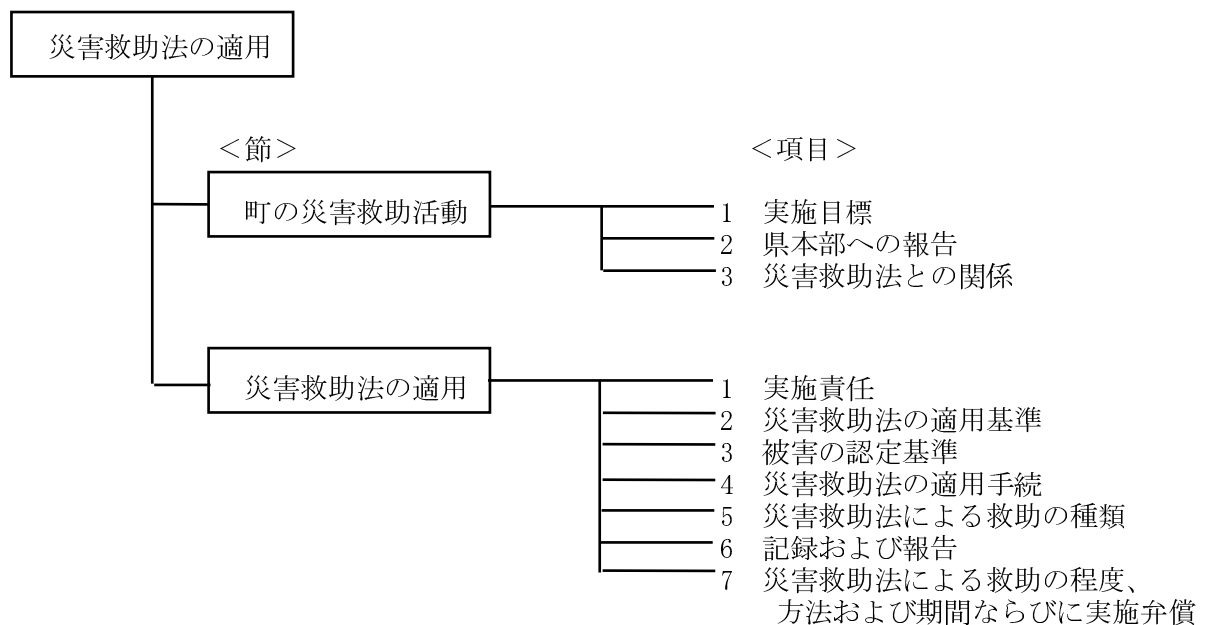 災害救助法の適用
＜節＞
＜項目＞
町の災害救助活動
1 実施目標
2 県本部への報告
3 災害救助法との関係
災害救助法の適用
1 実施責任
2 災害救助法の適用基準
3 被害の認定基準
4 災害救助法の適用手続
5 災害救助法による救助の種類
6 記録および報告
7 災害救助法による救助の程度、
方法および期間ならびに実施弁償